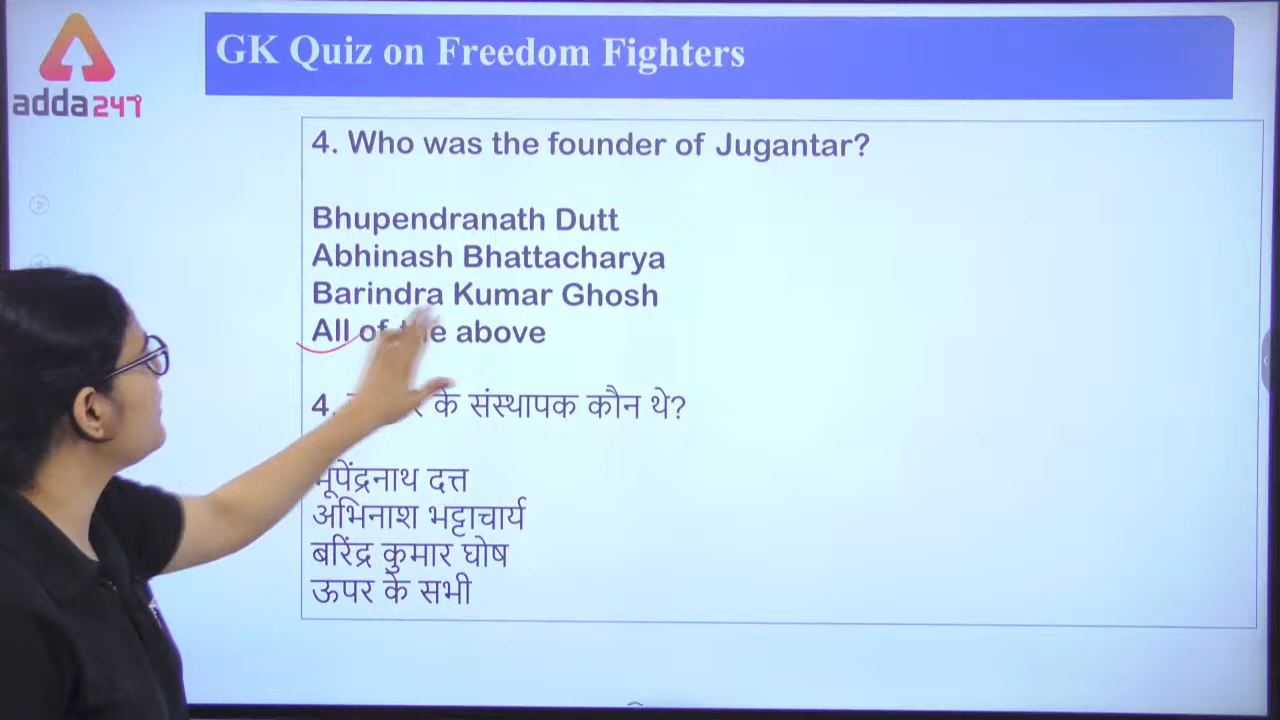 adda247
GK Quiz on Freedom Fighters
4. Who was the founder of Jugantar?
Bhupendranath Dutt
Abhinash Bhattacharya
Barindra Kumar Ghosh
All of the above
4. के संस्थापक कौन थे?
भूपेंद्रनाथ दत्त
अभिनाश भट्टाचार्य
बरिंद्र कुमार घोष
ऊपर के सभी